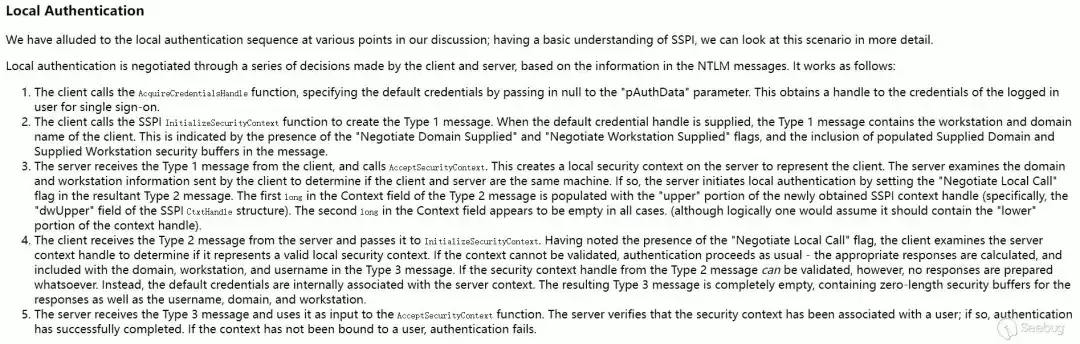 Local Authentication
We have alluded to the local authentication sequence at various points in our discussion; having a basic understanding of SSPI, we can look at this scenario in more detail.
Local authentication is negotiated through a series of decisions made by the client and server, based on the information in the NTLM messages. It works as follows:
1. The client calls the AcquireCredentialsHandle function, specifying the default credentials by passing in null to the "pAuthData" parameter. This obtains a handle to the credentials of the logged in
user for single sign-on.
2. The client calls the SSPI InitializeSecurityContext function to create the Type 1 message. When the default credential handle is supplied, the Type 1 message contains the workstation and domain
name of the client. This is indicated by the presence of the "Negotiate Domain Supplied" and "Negotiate Workstation Supplied" flags, and the inclusion of populated Supplied Domain and
Supplied Workstation security buffers in the message.
3. The server receives the Type 1 message from the client, and calls AcceptSecurityContext. This creates a local security context on the server to represent the client. The server examines the domain
and workstation information sent by the client to determine if the client and server are the same machine. If so, the server initiates local authentication by setting the "Negotiate Local Call"
flag in the resultant Type 2 message. The first long in the Context field of the Type 2 message is populated with the "upper" portion of the newly obtained SSPI context handle (specifically, the
"dwUpper" field of the SSPI CtxtHandle structure). The second long in the Context field appears to be empty in all cases. (although logically one would assume it should contain the "lower"
portion of the context handle).
4. The client receives the Type 2 message from the server and passes it to InitializeSecurityContext. Having noted the presence of the "Negotiate Local Call" flag, the client examines the server
context handle to determine if it represents a valid local security context. If the context cannot be validated, authentication proceeds as usual - the appropriate responses are calculated, and
included with the domain, workstation, and username in the Type 3 message. If the security context handle from the Type 2 message can be validated, however, no responses are prepared
whatsoever. Instead, the default credentials are internally associated with the server context. The resulting Type 3 message is completely empty, containing zero-length security buffers for the
responses as well as the username, domain, and workstation.
5. The server receives the Type 3 message and uses it as input to the AcceptSecurityContext function. The server verifies that the security context has been associated with a user; if so, authentication
has successfully completed. If the context has not been bound to a user, authentication fails.
Seebug